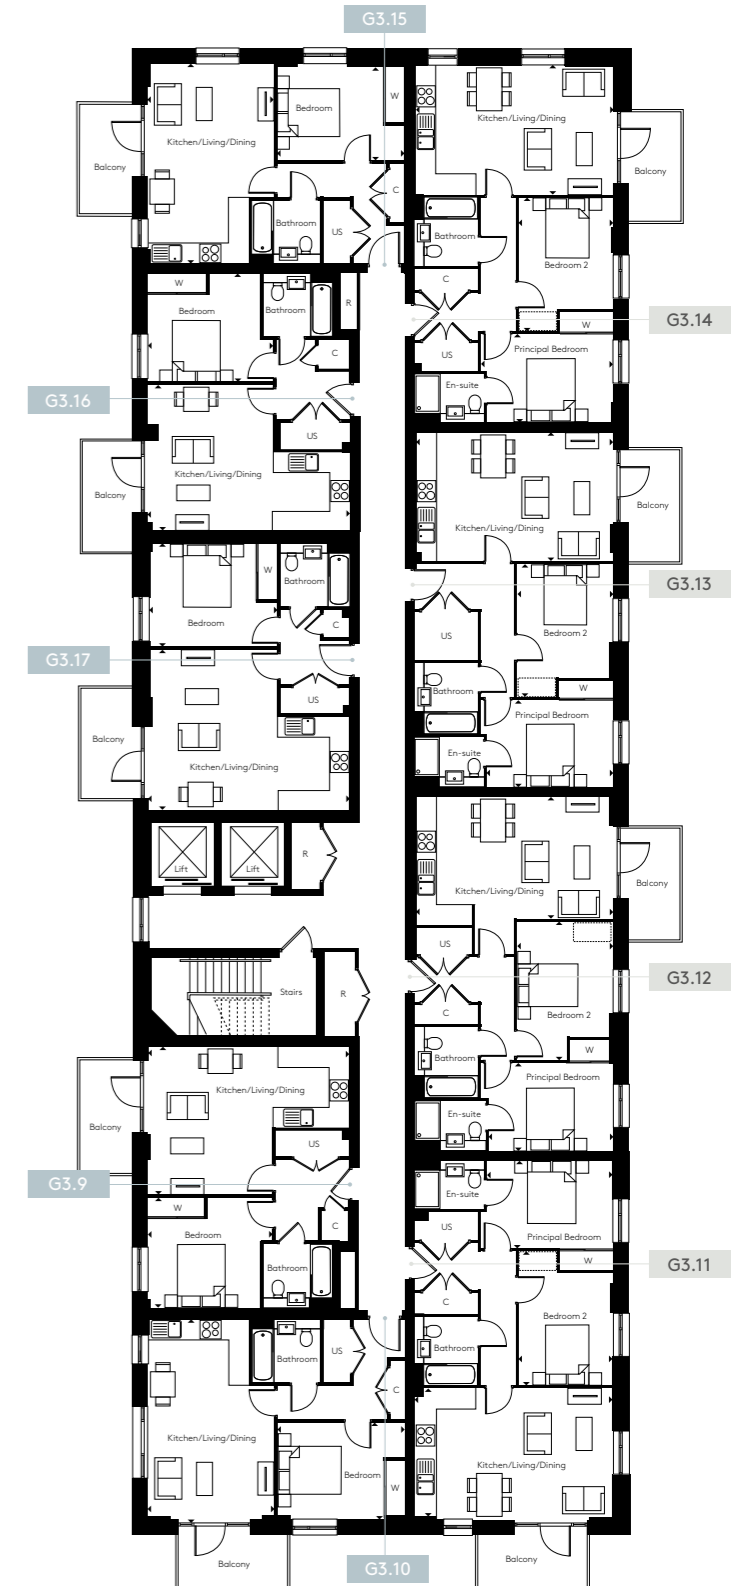 G3.15
W
Bedroom
Kitchen/Living/Dining
Kitchen/Living/Dining
Balcony
Balcony
C
Bathroom
US
Bathroom
Bedroom 2
W
C
R
Bedroom
Bathroom
G3.14
W
Principal Bedroom
C
US
En-suite
G3.16
US
Kitchen/Living/Dining
Balcony
Kitchen/Living/Dining
Balcony
W
Bathroom
G3.13
Bedroom
C
US
Bedroom 2
G3.17
W
Bathroom
US
Principal Bedroom
Balcony
En-suite
Kitchen/Living/Dining
Lift
Lift
R
Kitchen/Living/Dining
Balcony
US
G3.12
Stairs
R
C
Bedroom 2
W
Bathroom
Principal Bedroom
Kitchen/Living/Dining
Balcony
En-suite
US
G3.9
En-suite
W
C
Bedroom
US
Principal Bedroom
Bathroom
W
G3.11
C
Bedroom 2
Bathroom
US
Bathroom
C
Kitchen/Living/Dining
Kitchen/Living/Dining
Bedroom
W
Balcony
G3.10
Balcony